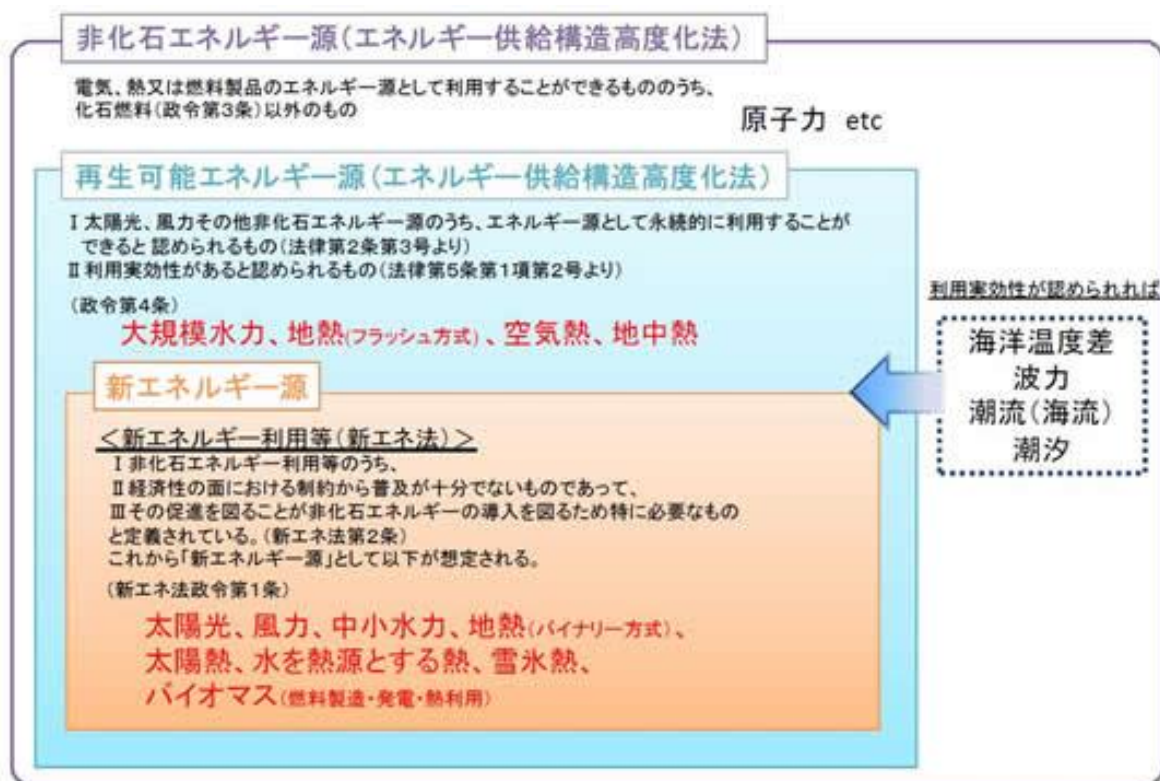 非化石エネルギー源(エネルギー供給構造高度化法)
電気、熱又は燃料製品のエネルギー源として利用することができるもののうち、
化石燃料(政令第3条)以外のもの
原子力 etc
再生可能エネルギー源(エネルギー供給構造高度化法)
Ⅰ太陽光、風力その他非化石エネルギー源のうち、エネルギー源として永続的に利用することが
できると認められるもの(法律第2条第3号より)
Ⅱ利用実効性があると認められるもの(法律第5条第1項第2号より)
(政令第4条)
大規模水力、地熱(フラッシュ方式)、空気熱、地中熱
利用実効性が認められれば
海洋温度差
波力
潮流(海流)
潮汐
新エネルギー源
<新エネルギー利用等(新エネ法)>
Ⅰ非化石エネルギー利用等のうち、
Ⅱ経済性の面における制約から普及が十分でないものであって、
Ⅲその促進を図ることが非化石エネルギーの導入を図るため特に必要なもの
と定義されている。(新エネ法第2条)
これから「新エネルギー源」として以下が想定される。
(新エネ法政令第1条)
太陽光、風力、中小水力、地熱(バイナリー方式)、
太陽熱、水を熱源とする熱、雪氷熱、
バイオマス(燃料製造・発電・熱利用)